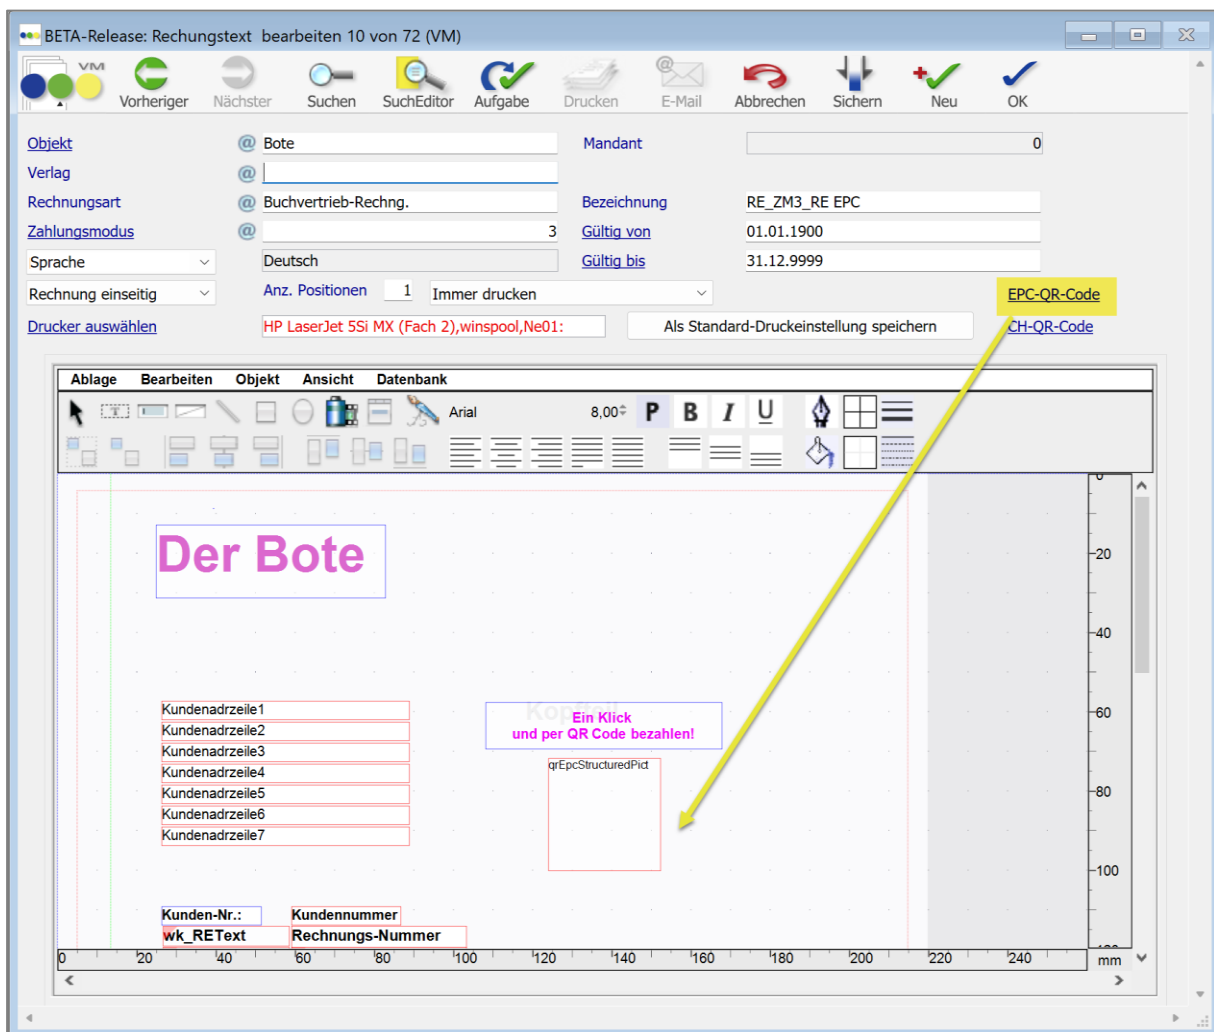 BETA-Release: Rechungstext bearbeiten 10 von 72 (VM)
VM
Vorheriger Nächster Suchen SuchEditor Aufgabe Drucken E-Mail Abbrechen Sichern Neu OK
Objekt @ Bote Mandant 0
Verlag @
Rechnungsart @ Buchvertrieb-Rechng. Bezeichnung RE_ZM3_RE EPC
Zahlungsmodus @ 3 Gültig von 01.01.1900
Sprache Deutsch Gültig bis 31.12.9999
Rechnung einseitig Anz. Positionen 1 Immer drucken EPC-QR-Code
Drucker auswählen HP LaserJet 5Si MX (Fach 2),winspool,Ne01: Als Standard-Druckeinstellung speichern CH-QR-Code
Ablage Bearbeiten Objekt Ansicht Datenbank
T Arial 8,00 P B I U
0
Der Bote
20
40
Kundenadrzeile1
Kopfteil
Ein Klick
60
Kundenadrzeile2 und per QR Code bezahlen!
Kundenadrzeile3
Kundenadrzeile4 qrEpcStructuredPict
Kundenadrzeile5
80
Kundenadrzeile6
Kundenadrzeile7
100
Kunden-Nr.: Kundennummer
wk_REText Rechnungs-Nummer
0 20 40 60 80 100 120 140 160 180 200 220 240 mm